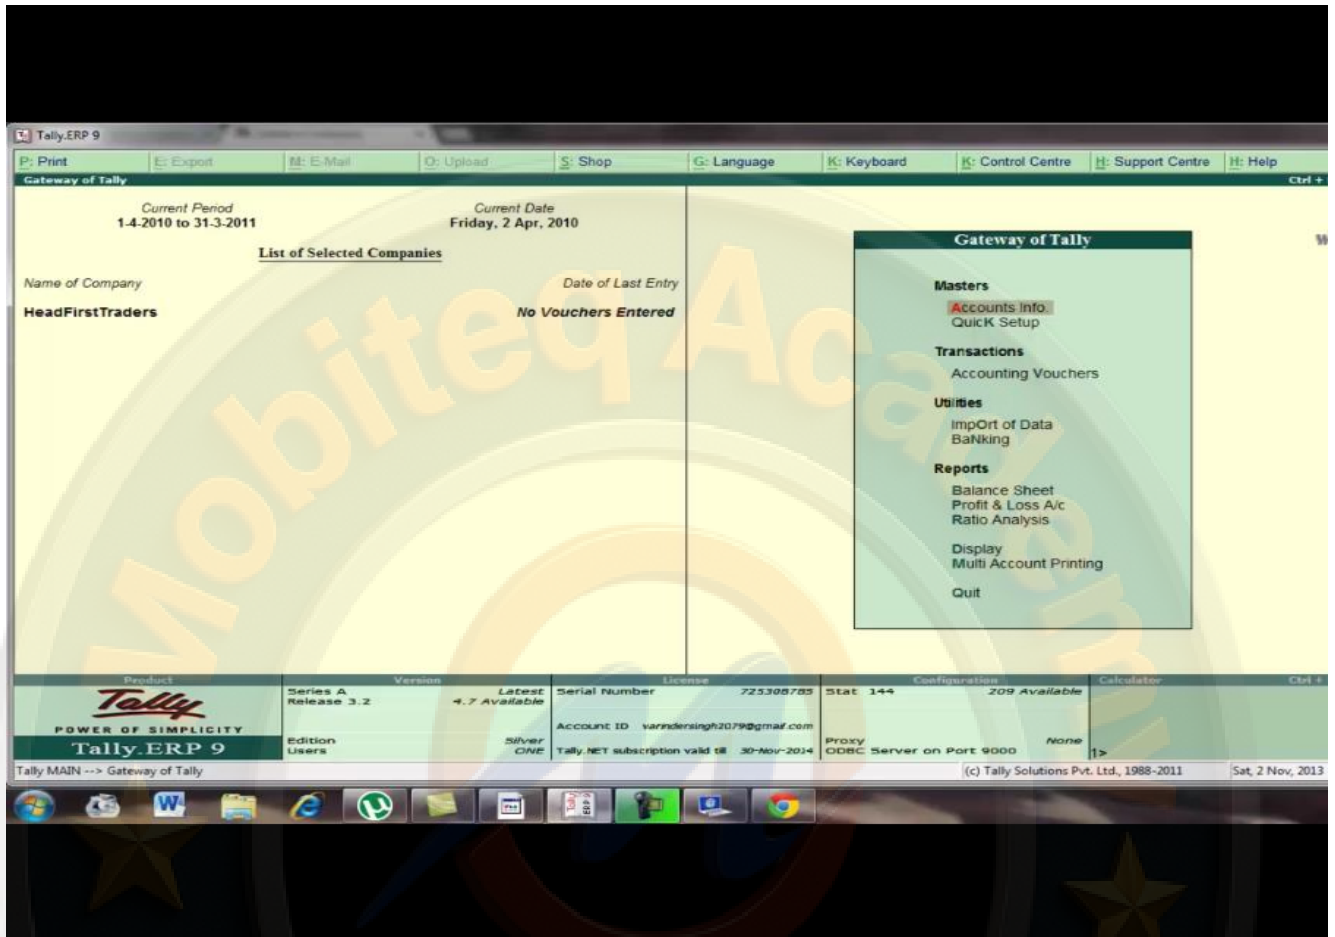 Tally.ERP 9
P: Print E: Export M: E-Mail O: Upload S: Shop G: Language K: Keyboard K: Control Centre H: Support Centre H: Help
Gateway of Tally Ctrl +
Current Period Current Date
1-4-2010 to 31-3-2011 Friday, 2 Apr, 2010
List of Selected Companies
Name of Company Date of Last Entry
HeadFirstTraders No Vouchers Entered
Gateway of Tally
Masters
Accounts Info.
QuicK Setup
Transactions
Accounting Vouchers
Utilities
ImpOrt of Data
BaNking
Reports
Balance Sheet
Profit & Loss A/c
Ratio Analysis
Display
Multi Account Printing
Quit
Mobiteq Academy
Product Version License Configuration Calculator Ctrl +
Tally
POWER OF SIMPLICITY
Tally.ERP 9
Series A Latest
Release 3.2 4.7 Available
Edition Silver
Users ONE
Serial Number 725308785
Account ID varindersingh2079@gmail.com
Tally.NET subscription valid till 30-Nov-2014
Stat 144 209 Available
Proxy None
ODBC Server on Port 9000
1>
Tally MAIN --> Gateway of Tally (c) Tally Solutions Pvt. Ltd., 1988-2011 Sat, 2 Nov, 2013